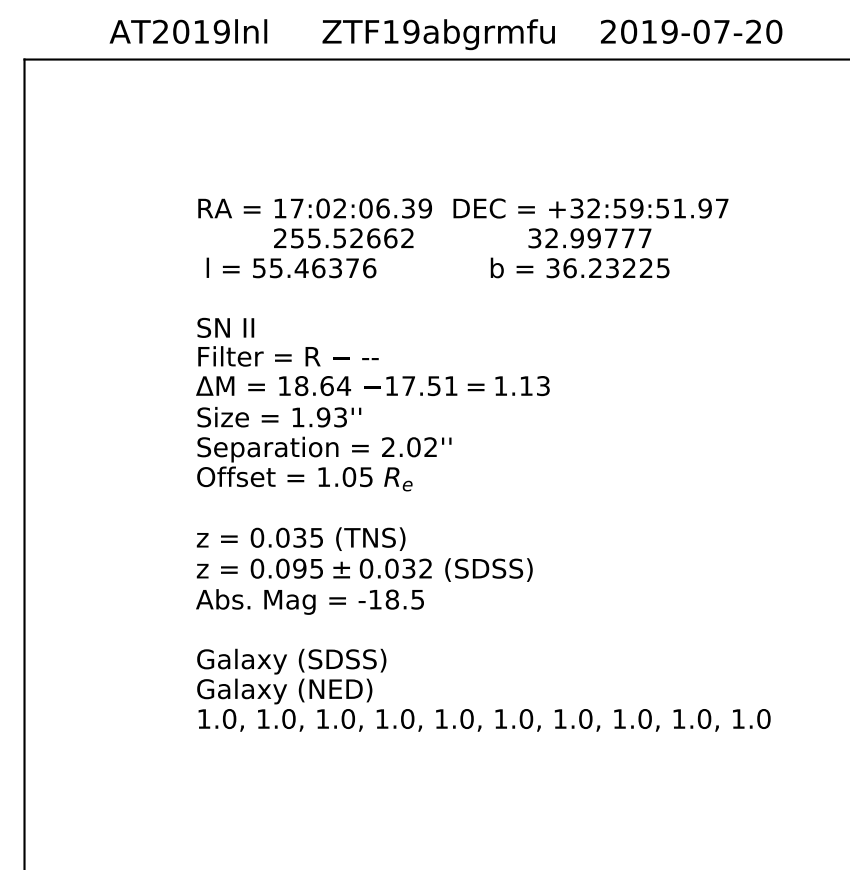 AT2019lnl ZTF19abgrmfu 2019-07-20
RA = 17:02:06.39 DEC = +32:59:51.97
255.52662 32.99777
l = 55.46376 b = 36.23225
SN II
Filter = R − --
ΔM = 18.64 −17.51 = 1.13
Size = 1.93''
Separation = 2.02''
Offset = 1.05 Rₑ
z = 0.035 (TNS)
z = 0.095 ± 0.032 (SDSS)
Abs. Mag = -18.5
Galaxy (SDSS)
Galaxy (NED)
1.0, 1.0, 1.0, 1.0, 1.0, 1.0, 1.0, 1.0, 1.0, 1.0